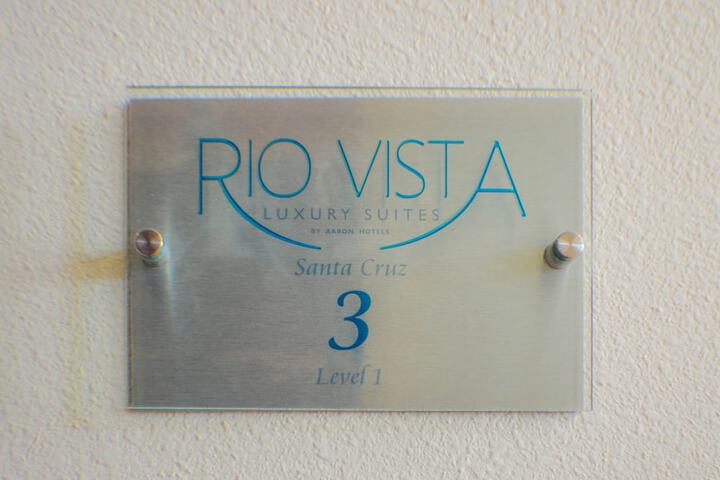 RIO VISTA
LUXURY SUITES
BY AARON HOTELS
Santa Cruz
3
Level 1